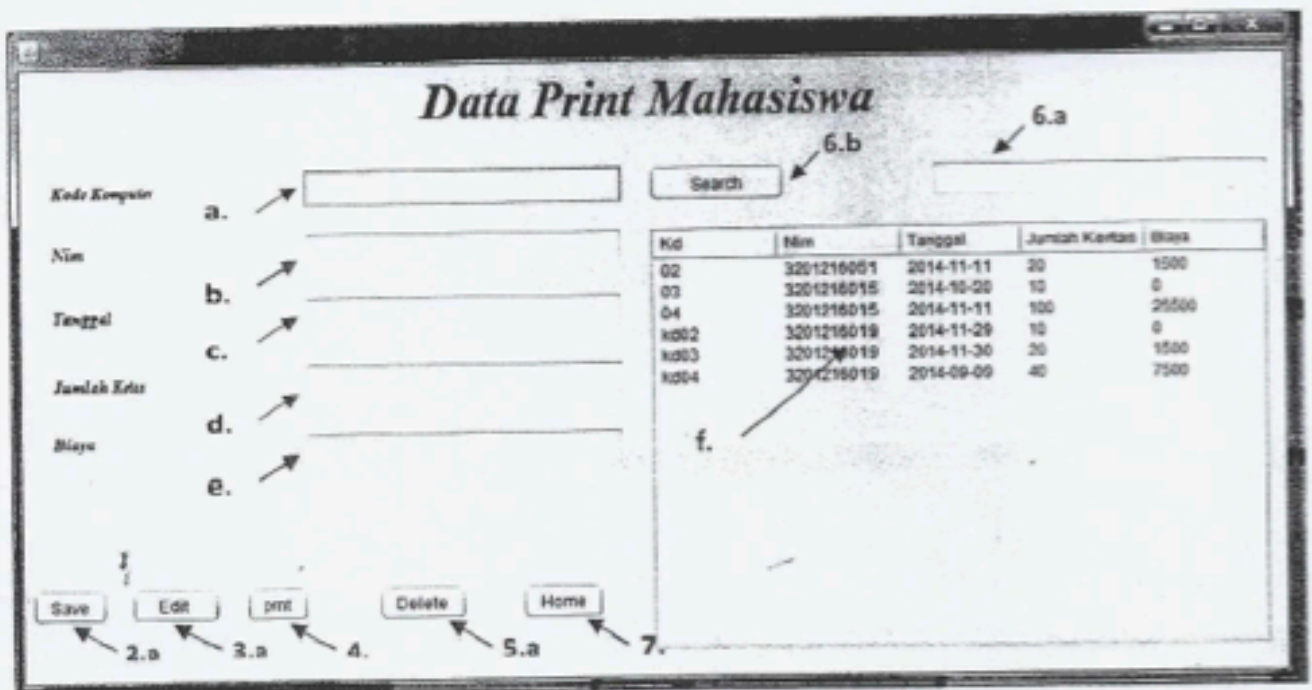 Data Print Mahasiswa
6.a
6.b
Kode Komputer
a.
Search
Nim
b.
Tanggal
c.
Jumlah Kertas
d.
Biaya
e.
Kd Nim Tanggal Jumlah Kertas Biaya
02 3201216051 2014-11-11 20 1500
03 3201216015 2014-10-20 10 0
04 3201216015 2014-11-11 100 25500
kd02 3201216019 2014-11-29 10 0
kd03 3201216019 2014-11-30 20 1500
kd04 3201216019 2014-09-09 40 7500
f.
Save Edit prnt Delete Home
2.a 3.a 4. 5.a 7.